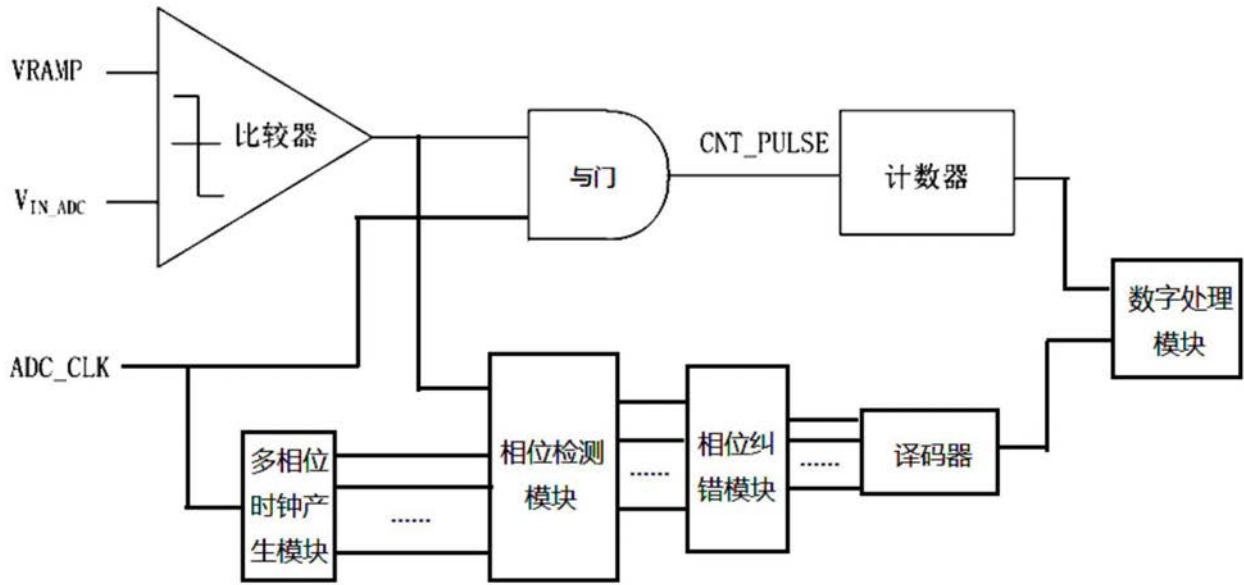 VRAMP
比较器
V_IN_ADC
与门
CNT_PULSE
计数器
数字处理
模块
ADC_CLK
多相位
时钟产
生模块
......
相位检测
模块
......
相位纠
错模块
......
译码器